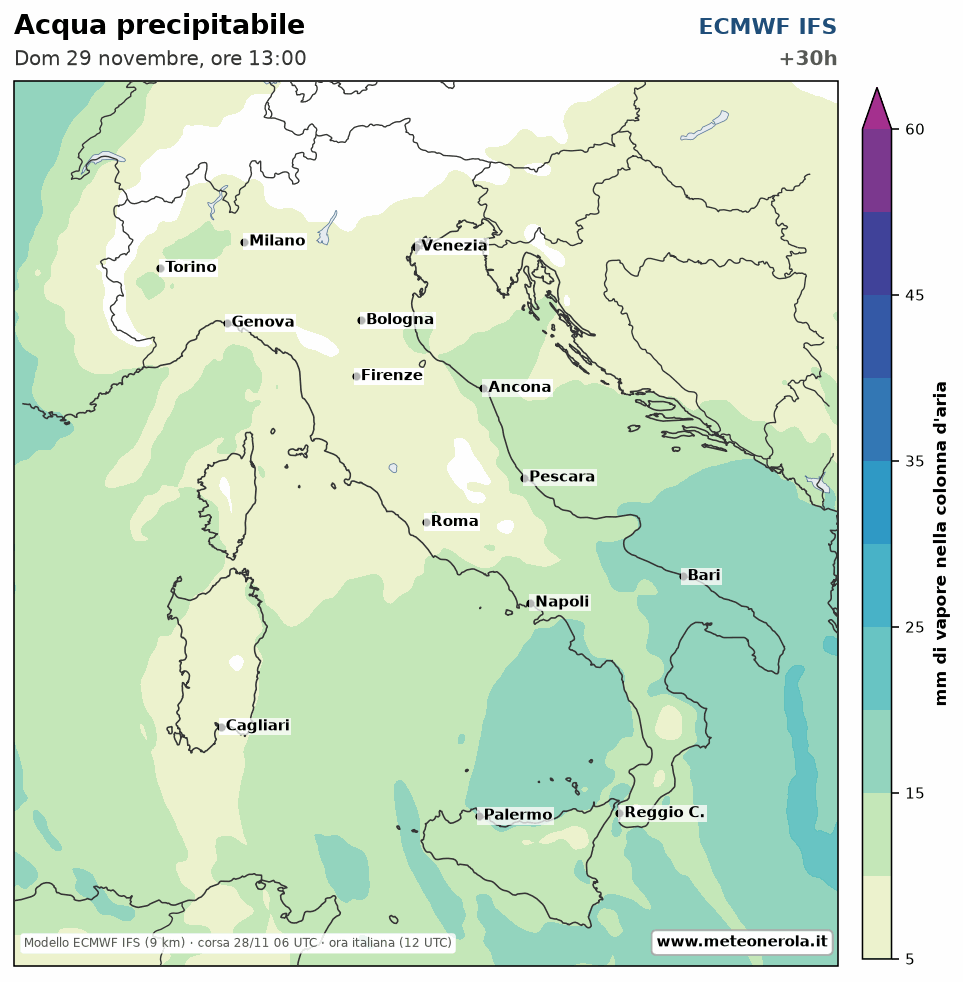 Acqua precipitabile
ECMWF IFS
Dom 29 novembre, ore 13:00
+30h
60
Milano
Venezia
Torino
45
Genova
Bologna
Firenze
Ancona
mm di vapore nella colonna d'aria
35
Pescara
Roma
Bari
Napoli
25
Cagliari
15
Palermo
Reggio C.
Modello ECMWF IFS (9 km) · corsa 28/11 06 UTC · ora italiana (12 UTC)
www.meteonerola.it
5